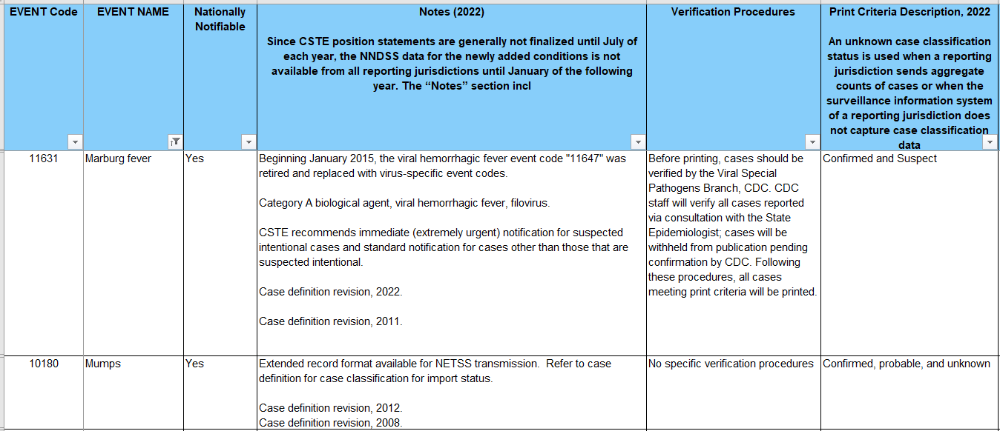 EVENT Code
EVENT NAME
Nationally
Notifiable
Notes (2022)
Since CSTE position statements are generally not finalized until July of
each year, the NNDSS data for the newly added conditions is not
available from all reporting jurisdictions until January of the following
year. The “Notes” section incl
Verification Procedures
Print Criteria Description, 2022
An unknown case classification
status is used when a reporting
jurisdiction sends aggregate
counts of cases or when the
surveillance information system
of a reporting jurisdiction does
not capture case classification
data
11631
Marburg fever
Yes
Beginning January 2015, the viral hemorrhagic fever event code "11647" was
retired and replaced with virus-specific event codes.
Category A biological agent, viral hemorrhagic fever, filovirus.
CSTE recommends immediate (extremely urgent) notification for suspected
intentional cases and standard notification for cases other than those that are
suspected intentional.
Case definition revision, 2022.
Case definition revision, 2011.
Before printing, cases should be
verified by the Viral Special
Pathogens Branch, CDC. CDC
staff will verify all cases reported
via consultation with the State
Epidemiologist; cases will be
withheld from publication pending
confirmation by CDC. Following
these procedures, all cases
meeting print criteria will be printed.
Confirmed and Suspect
10180
Mumps
Yes
Extended record format available for NETSS transmission.  Refer to case
definition for case classification for import status.
Case definition revision, 2012.
Case definition revision, 2008.
No specific verification procedures
Confirmed, probable, and unknown